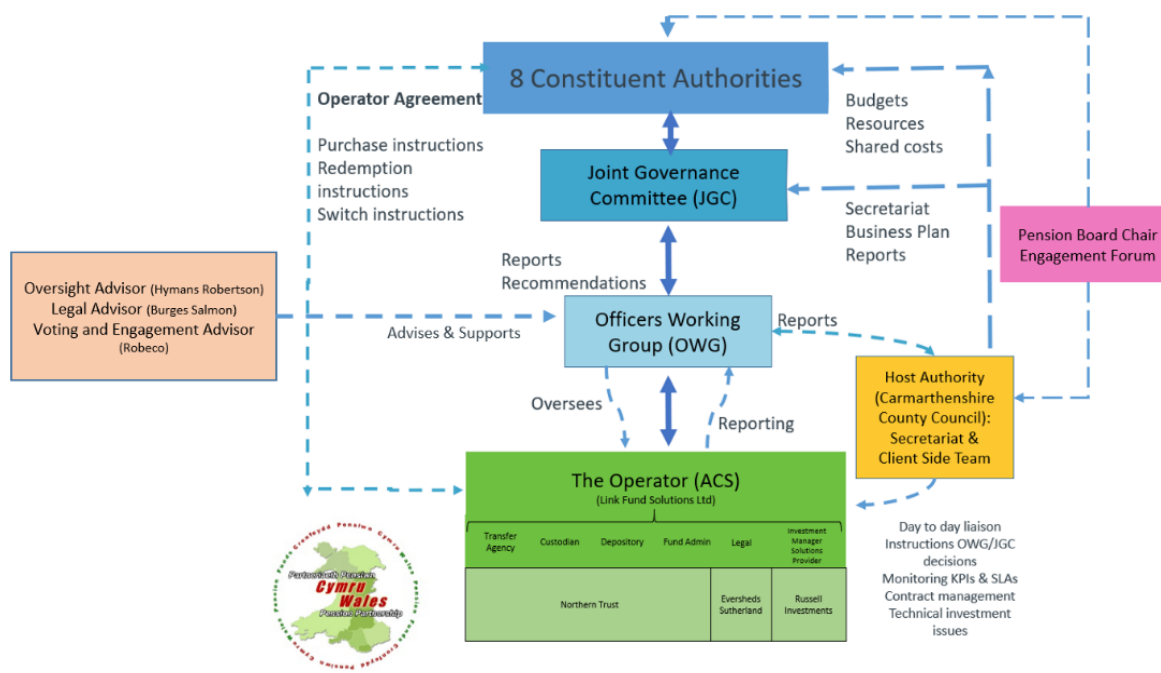 8 Constituent Authorities
Operator Agreement
Purchase instructions
Redemption
instructions
Switch instructions
Budgets
Resources
Shared costs
Joint Governance
Committee (JGC)
Secretariat
Business Plan
Reports
Pension Board Chair
Engagement Forum
Oversight Advisor (Hymans Robertson)
Legal Advisor (Burges Salmon)
Voting and Engagement Advisor
(Robeco)
Reports
Recommendations
Advises & Supports
Officers Working
Group (OWG)
Reports
Host Authority
(Carmarthenshire
County Council):
Secretariat &
Client Side Team
Oversees
Reporting
The Operator (ACS)
(Link Fund Solutions Ltd)
Transfer
Agency
Custodian
Depository
Fund Admin
Legal
Investment
Manager
Solutions
Provider
Northern Trust
Eversheds
Sutherland
Russell
Investments
Day to day liaison
Instructions OWG/JGC
decisions
Monitoring KPIs & SLAs
Contract management
Technical investment
issues
Partneriaeth Pensiwn
Cymru
Wales
Pension Partnership